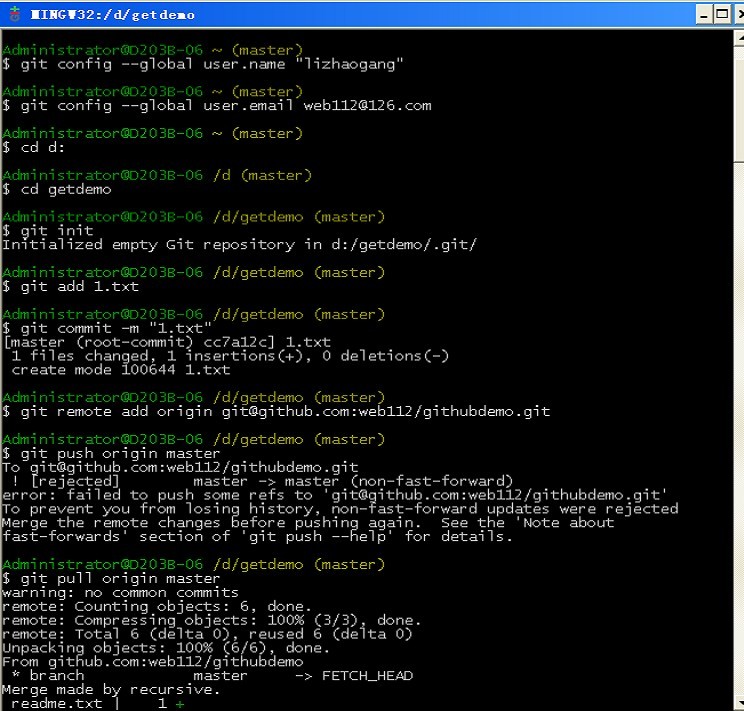 MINGW32:/d/getdemo
Administrator@D203B-06 ~ (master)
$ git config --global user.name "lizhaogang"
Administrator@D203B-06 ~ (master)
$ git config --global user.email web112@126.com
Administrator@D203B-06 ~ (master)
$ cd d:
Administrator@D203B-06 /d (master)
$ cd getdemo
Administrator@D203B-06 /d/getdemo (master)
$ git init
Initialized empty Git repository in d:/getdemo/.git/
Administrator@D203B-06 /d/getdemo (master)
$ git add 1.txt
Administrator@D203B-06 /d/getdemo (master)
$ git commit -m "1.txt"
[master (root-commit) cc7a12c] 1.txt
 1 files changed, 1 insertions(+), 0 deletions(-)
 create mode 100644 1.txt
Administrator@D203B-06 /d/getdemo (master)
$ git remote add origin git@github.com:web112/githubdemo.git
Administrator@D203B-06 /d/getdemo (master)
$ git push origin master
To git@github.com:web112/githubdemo.git
 ! [rejected]        master -> master (non-fast-forward)
error: failed to push some refs to 'git@github.com:web112/githubdemo.git'
To prevent you from losing history, non-fast-forward updates were rejected
Merge the remote changes before pushing again.  See the 'Note about
fast-forwards' section of 'git push --help' for details.
Administrator@D203B-06 /d/getdemo (master)
$ git pull origin master
warning: no common commits
remote: Counting objects: 6, done.
remote: Compressing objects: 100% (3/3), done.
remote: Total 6 (delta 0), reused 6 (delta 0)
Unpacking objects: 100% (6/6), done.
From github.com:web112/githubdemo
 * branch            master     -> FETCH_HEAD
Merge made by recursive.
 readme.txt |    1 +